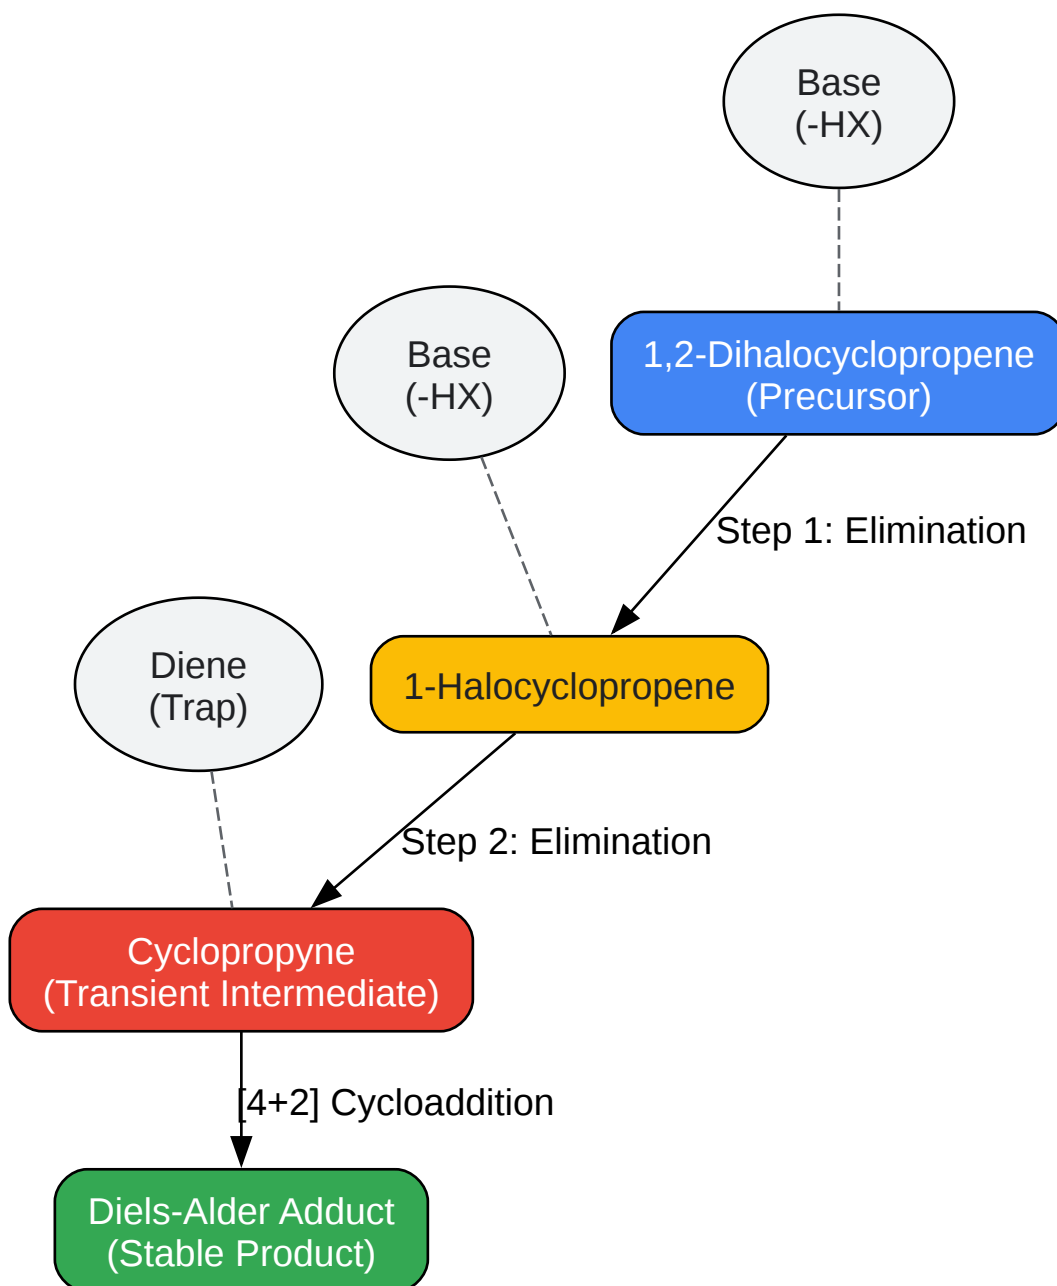 Base
(-HX)
1,2-Dihalocyclopropene
(Precursor)
Base
(-HX)
Step 1: Elimination
1-Halocyclopropene
Diene
(Trap)
Step 2: Elimination
Cyclopropyne
(Transient Intermediate)
[4+2] Cycloaddition
Diels-Alder Adduct
(Stable Product)